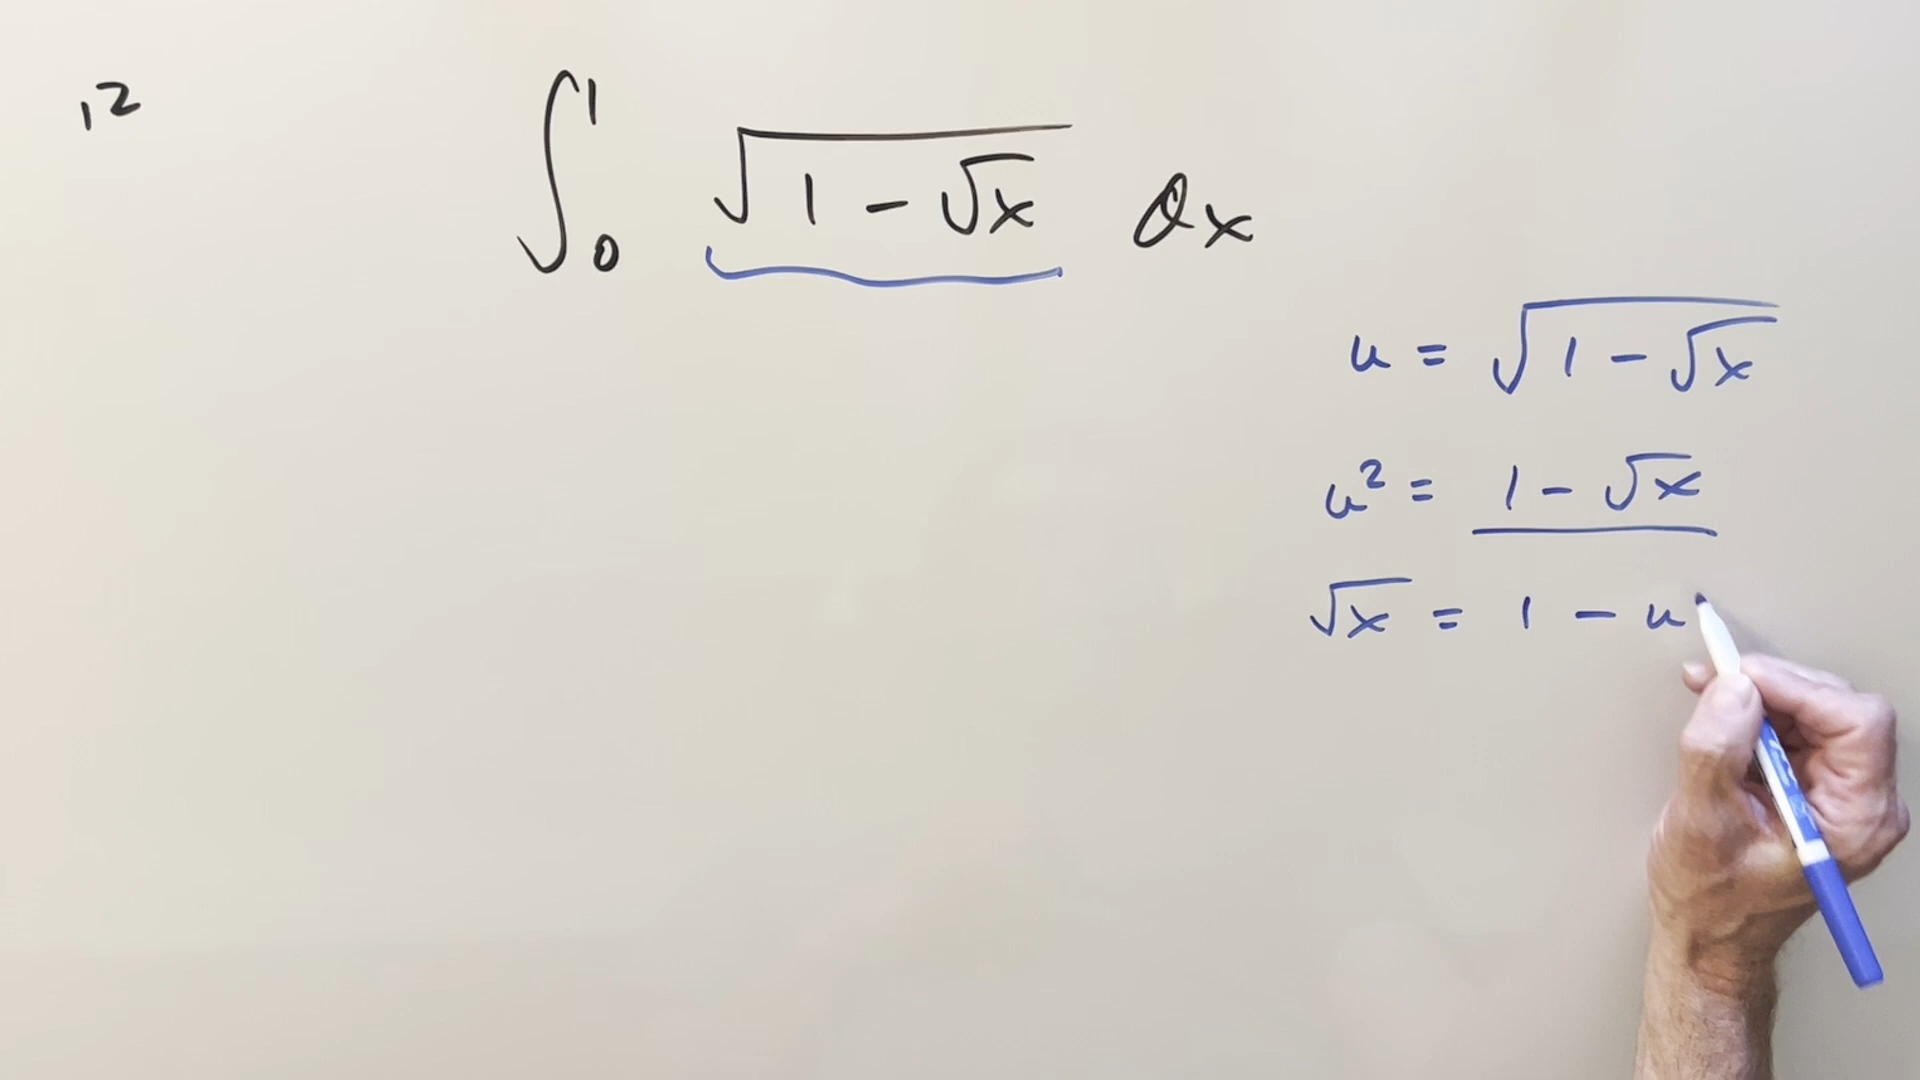 12
∫₀¹ √(1 - √x) dx
u = √(1 - √x)
u² = 1 - √x
√x = 1 - u